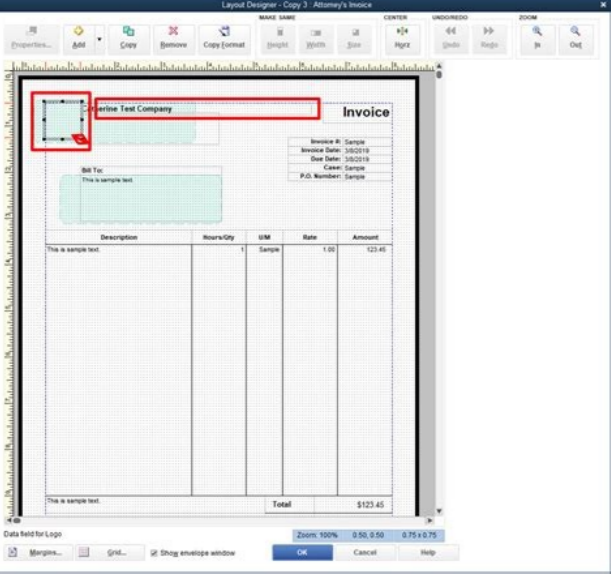 Layout Designer - Copy 3 : Attorney's Invoice
MAKE SAME CENTER UNDO/REDO ZOOM
Properties... Add Copy Remove Copy Format Height Width Size Horz Undo Redo In Out
Test Company
Invoice
Invoice #: Sample
Invoice Date: 3/8/2019
Due Date: 3/8/2019
Case: Sample
P.O. Number: Sample
Bill To:
This is sample text.
Description Hours/Qty U/M Rate Amount
This is sample text. 1 Sample 1.00 123.45
This is sample text.
Total $123.45
Data field for Logo
Zoom: 100% 0.50, 0.50 0.75 x 0.75
Margins... Grid... Show envelope window OK Cancel Help